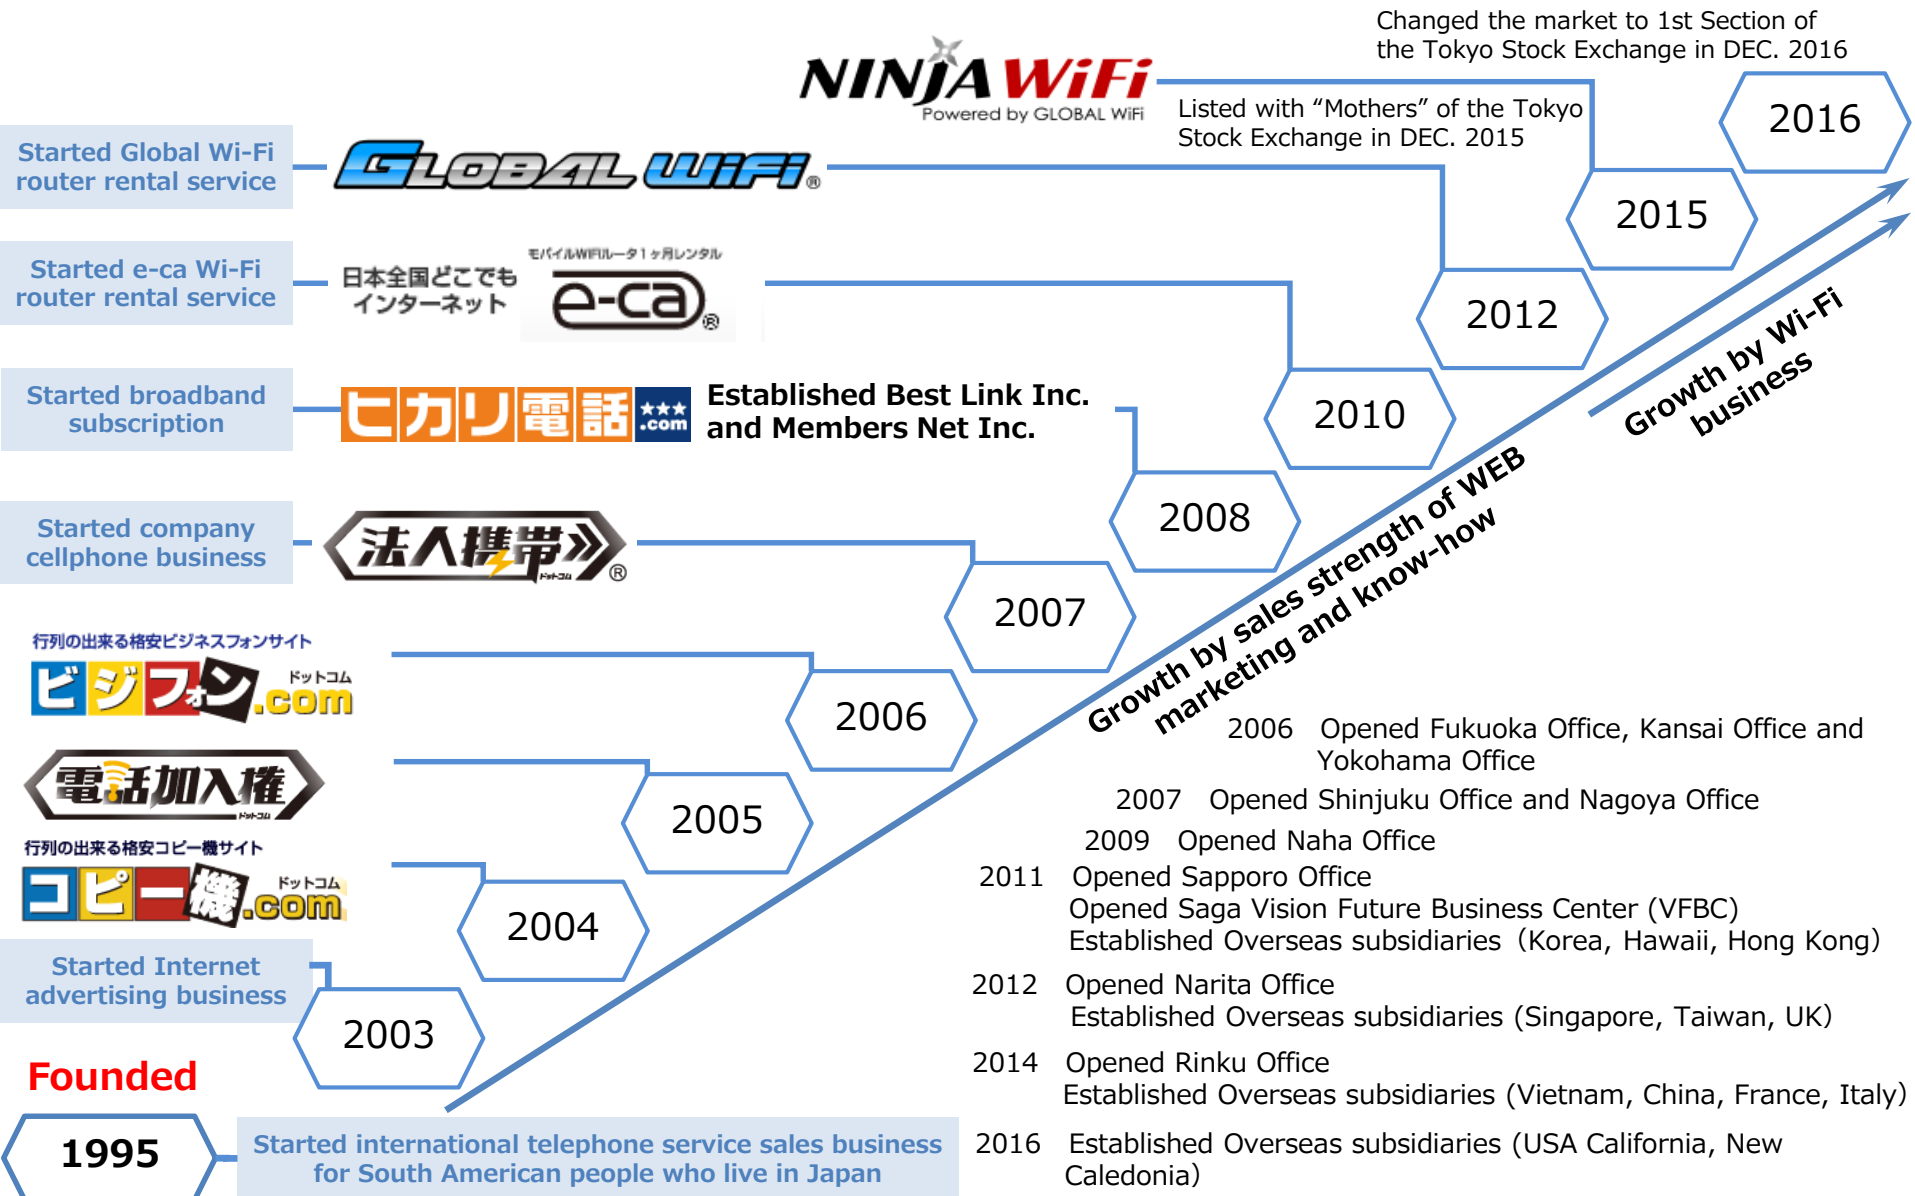 Changed the market to 1st Section of
the Tokyo Stock Exchange in DEC. 2016
NINJA WiFi
Powered by GLOBAL WiFi
Listed with “Mothers” of the Tokyo
Stock Exchange in DEC. 2015
2016
Started Global Wi-Fi
router rental service
GLOBAL WiFi®
2015
Started e-ca Wi-Fi
router rental service
日本全国どこでも
インターネット
モバイルWIFIルータ1ヶ月レンタル
e-ca®
2012
Growth by Wi-Fi
business
Started broadband
subscription
ヒカリ電話.com
Established Best Link Inc.
and Members Net Inc.
2010
Started company
cellphone business
法人携帯
ドットコム
®
2008
Growth by sales strength of WEB
marketing and know-how
2007
行列の出来る格安ビジネスフォンサイト
ビジフォン.com
ドットコム
2006
電話加入権
ドットコム
2005
行列の出来る格安コピー機サイト
コピー機.com
ドットコム
2004
Started Internet
advertising business
2003
Founded
1995
Started international telephone service sales business
for South American people who live in Japan
2006 Opened Fukuoka Office, Kansai Office and
Yokohama Office
2007 Opened Shinjuku Office and Nagoya Office
2009 Opened Naha Office
2011 Opened Sapporo Office
Opened Saga Vision Future Business Center (VFBC)
Established Overseas subsidiaries（Korea, Hawaii, Hong Kong）
2012 Opened Narita Office
Established Overseas subsidiaries (Singapore, Taiwan, UK）
2014 Opened Rinku Office
Established Overseas subsidiaries (Vietnam, China, France, Italy）
2016 Established Overseas subsidiaries (USA California, New
Caledonia）